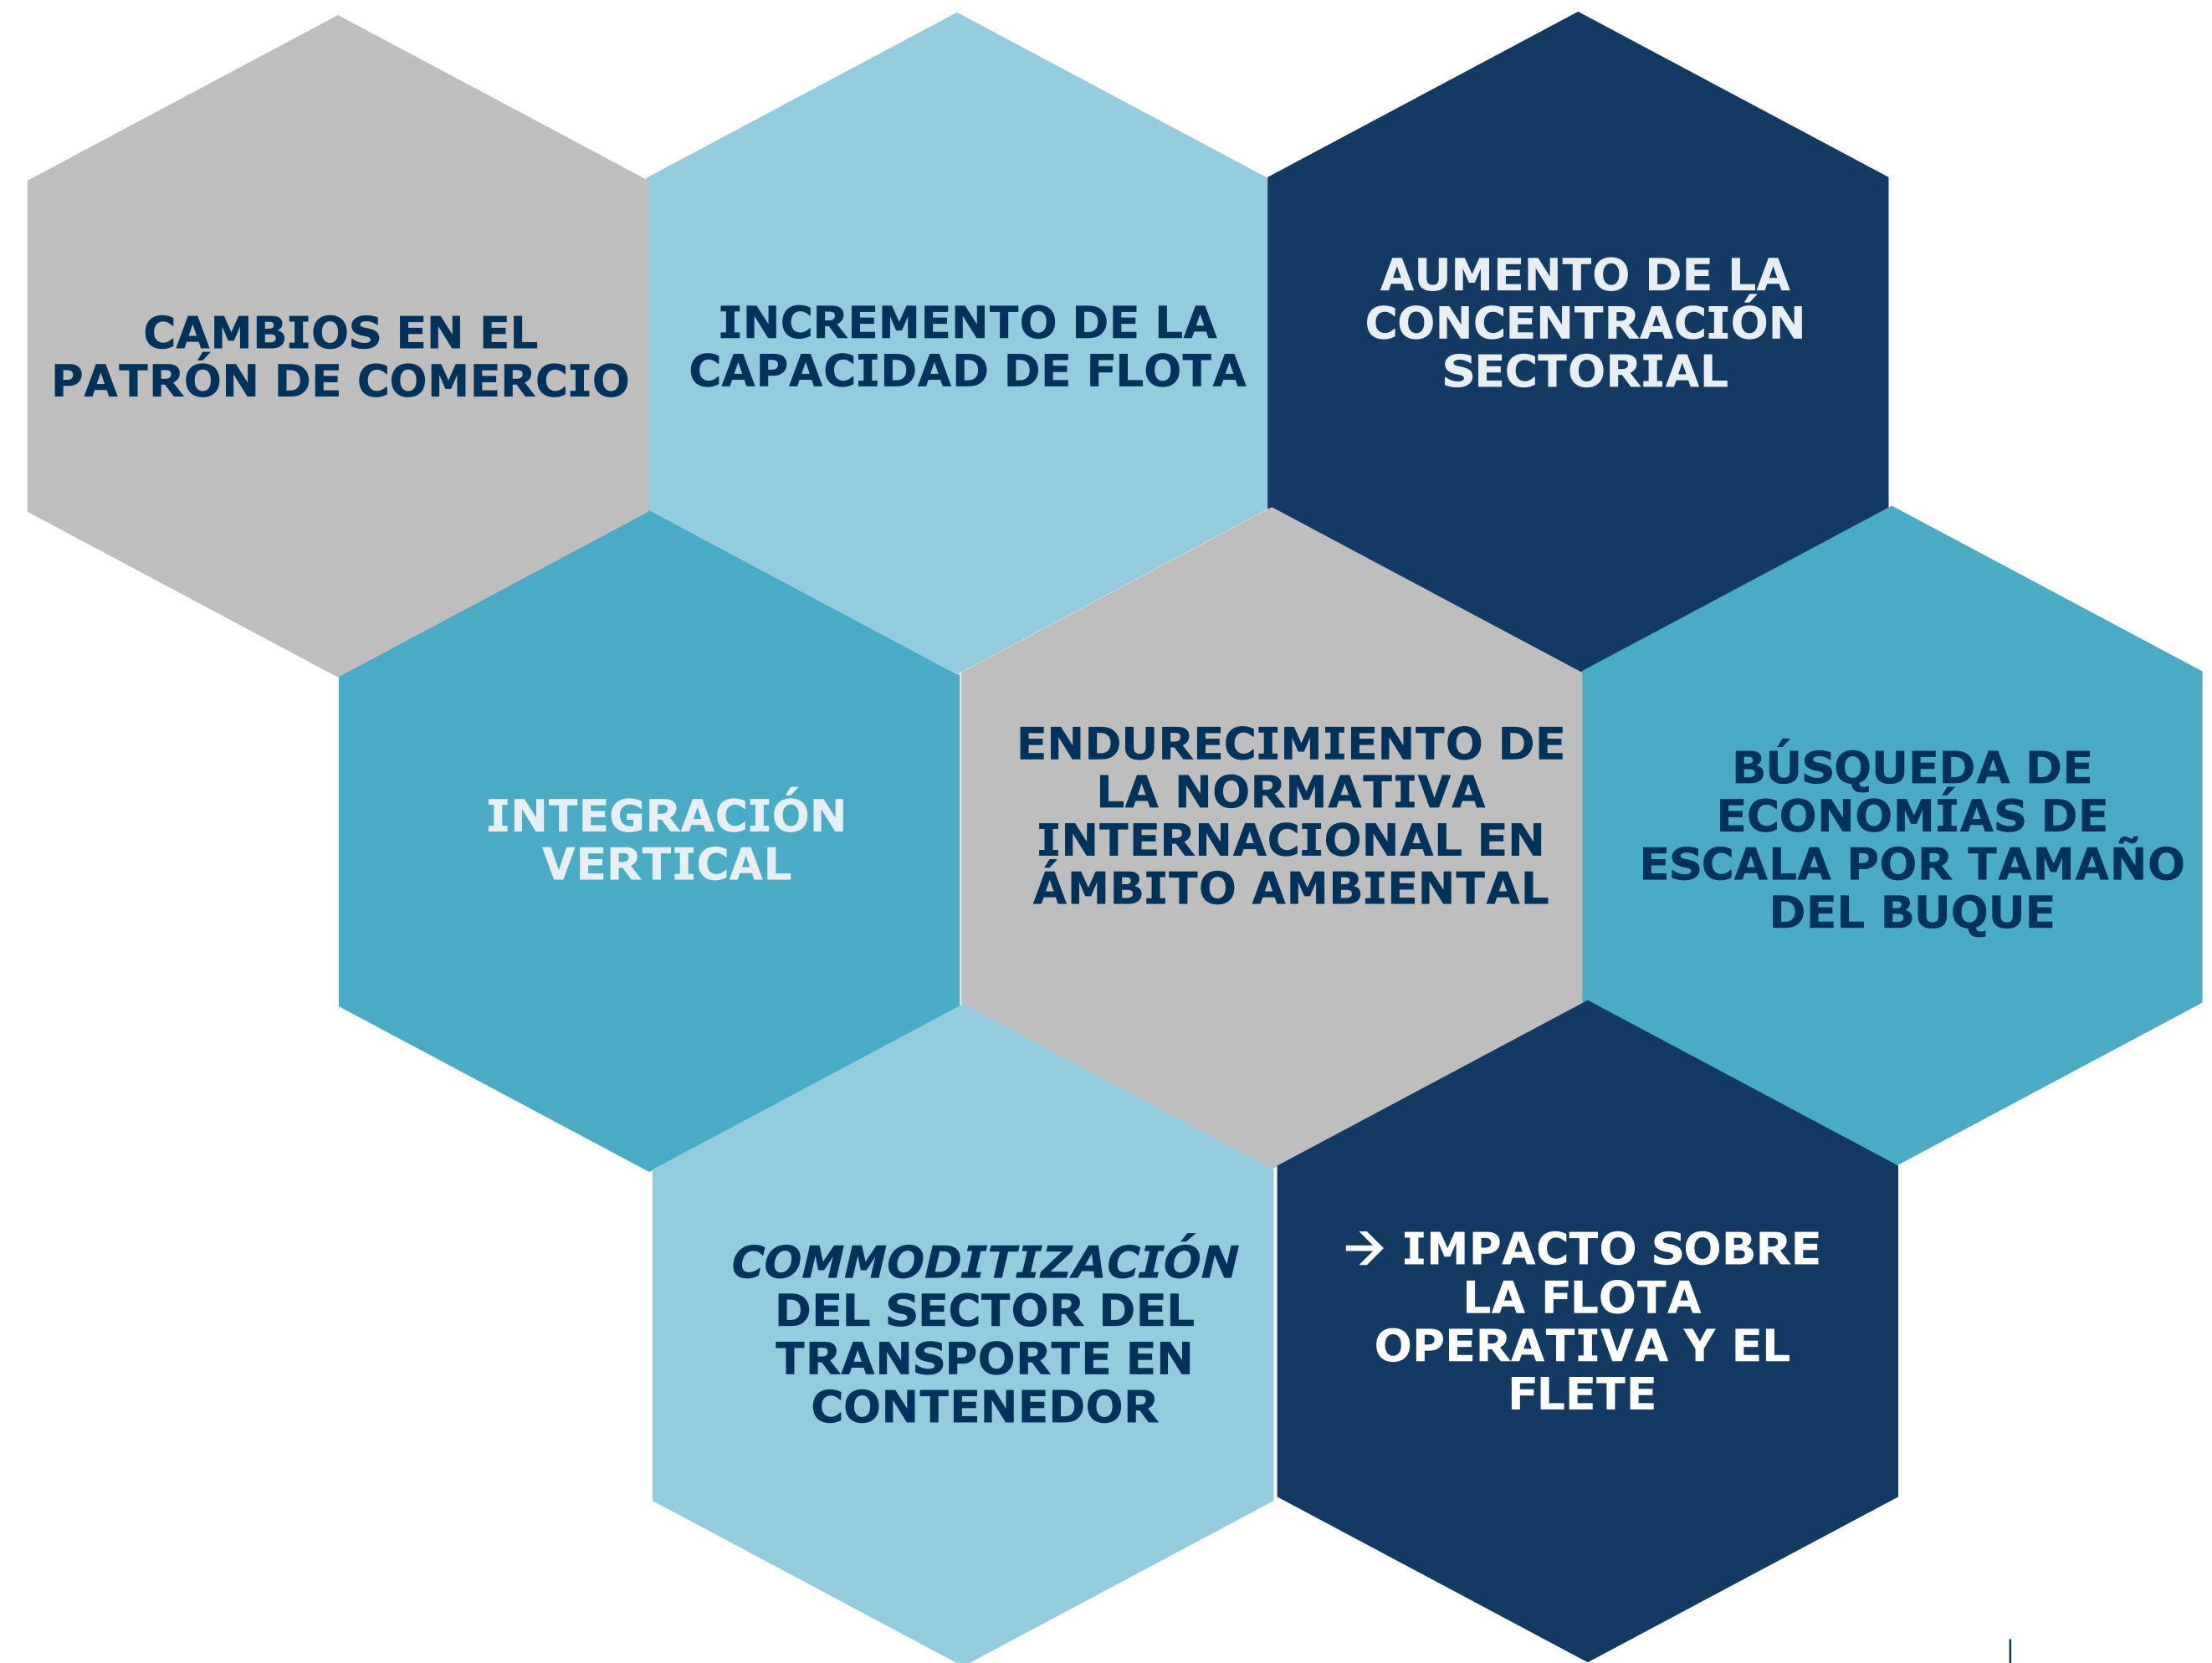 CAMBIOS EN EL
PATRÓN DE COMERCIO
INCREMENTO DE LA
CAPACIDAD DE FLOTA
AUMENTO DE LA
CONCENTRACIÓN
SECTORIAL
INTEGRACIÓN
VERTICAL
ENDURECIMIENTO DE
LA NORMATIVA
INTERNACIONAL EN
ÁMBITO AMBIENTAL
BÚSQUEDA DE
ECONOMÍAS DE
ESCALA POR TAMAÑO
DEL BUQUE
COMMODITIZACIÓN
DEL SECTOR DEL
TRANSPORTE EN
CONTENEDOR
→ IMPACTO SOBRE
LA FLOTA
OPERATIVA Y EL
FLETE